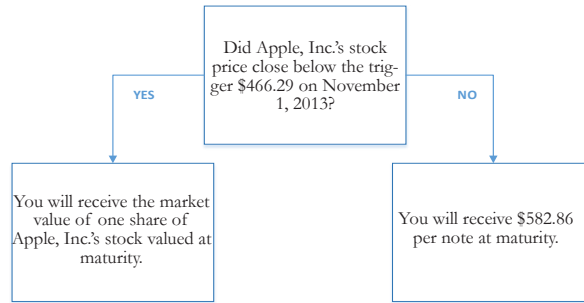 Did Apple, Inc.'s stock
price close below the trig-
ger $466.29 on November
1, 2013?
YES
NO
You will receive the market
value of one share of
Apple, Inc.'s stock valued at
maturity.
You will receive $582.86
per note at maturity.